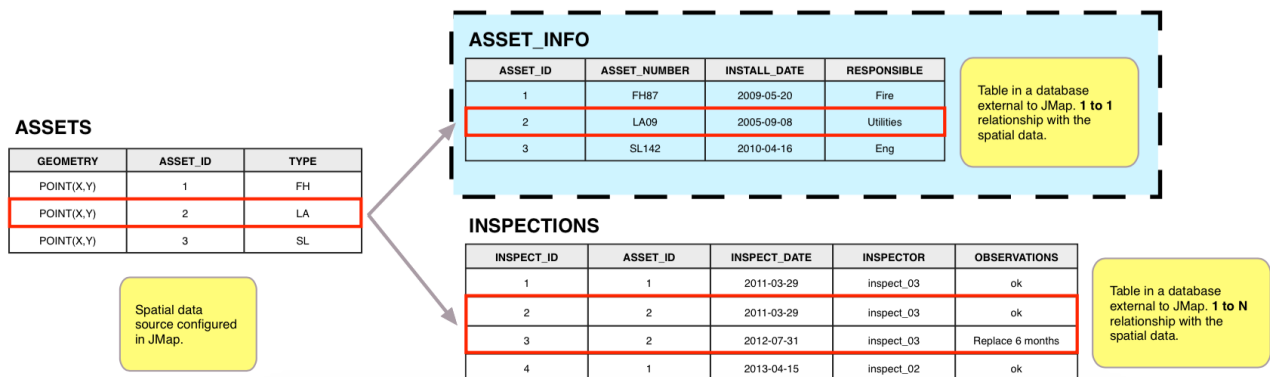 ASSET_INFO
ASSET_ID ASSET_NUMBER INSTALL_DATE RESPONSIBLE
1 FH87 2009-05-20 Fire
2 LA09 2005-09-08 Utilities
3 SL142 2010-04-16 Eng
Table in a database
external to JMap. 1 to 1
relationship with the
spatial data.
ASSETS
GEOMETRY ASSET_ID TYPE
POINT(X,Y) 1 FH
POINT(X,Y) 2 LA
POINT(X,Y) 3 SL
Spatial data
source configured
in JMap.
INSPECTIONS
INSPECT_ID ASSET_ID INSPECT_DATE INSPECTOR OBSERVATIONS
1 1 2011-03-29 inspect_03 ok
2 2 2011-03-29 inspect_03 ok
3 2 2012-07-31 inspect_03 Replace 6 months
4 1 2013-04-15 inspect_02 ok
Table in a database
external to JMap. 1 to N
relationship with the
spatial data.